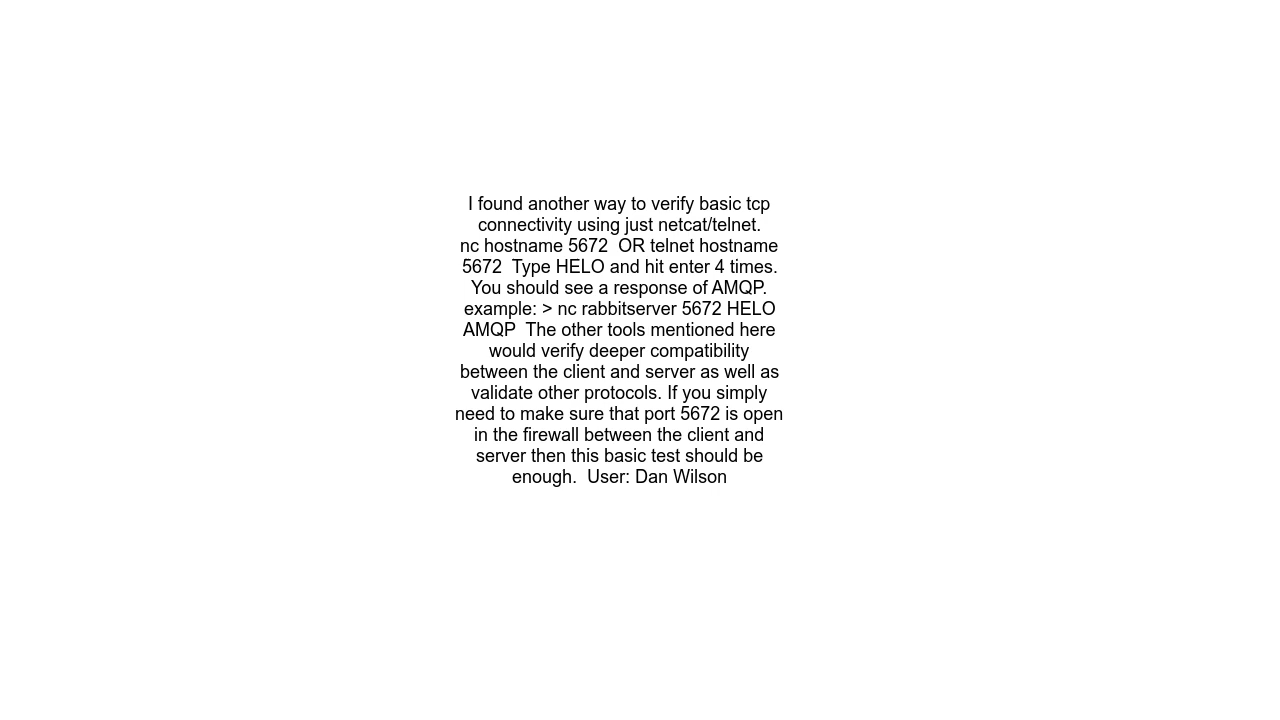 I found another way to verify basic tcp
connectivity using just netcat/telnet.
nc hostname 5672  OR telnet hostname
5672  Type HELO and hit enter 4 times.
You should see a response of AMQP.
example: > nc rabbitserver 5672 HELO
AMQP  The other tools mentioned here
would verify deeper compatibility
between the client and server as well as
validate other protocols. If you simply
need to make sure that port 5672 is open
in the firewall between the client and
server then this basic test should be
enough.  User: Dan Wilson